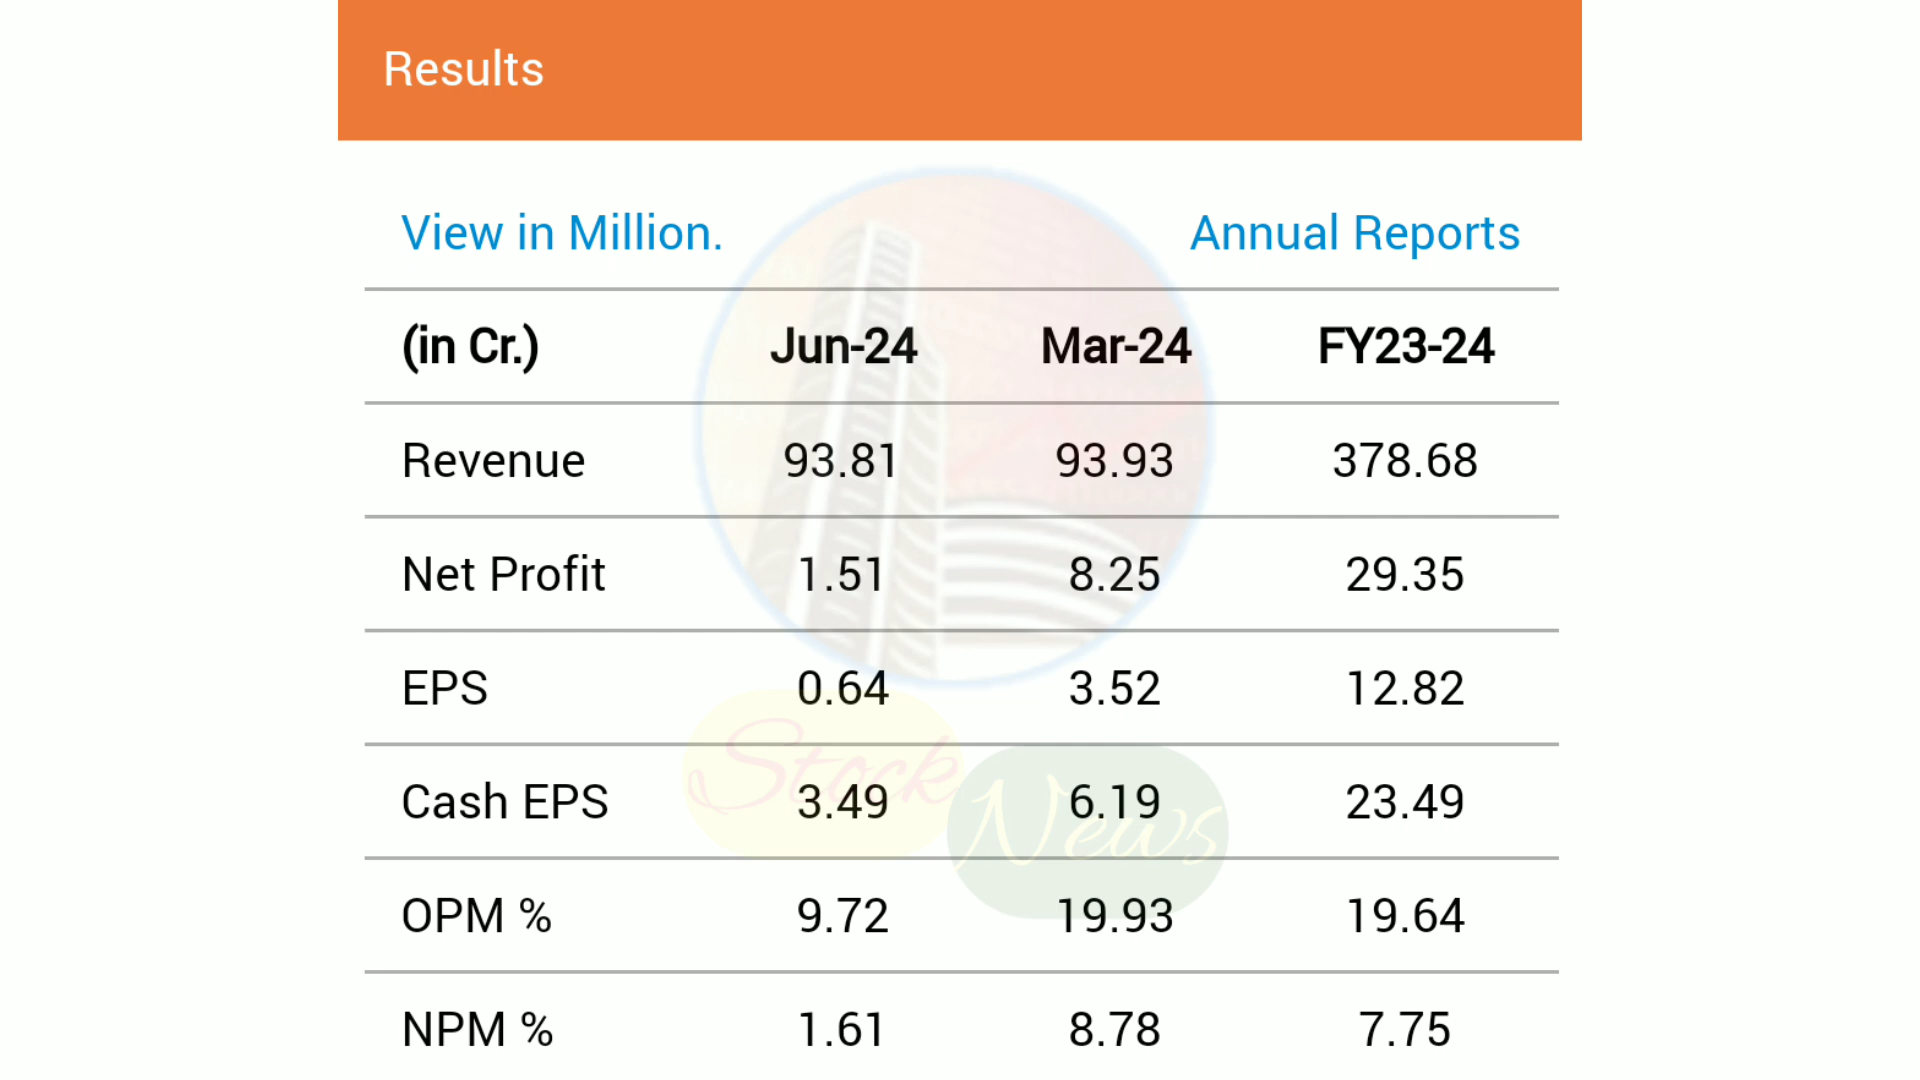 Results
View in Million. Annual Reports
(in Cr.) Jun-24 Mar-24 FY23-24
Revenue 93.81 93.93 378.68
Net Profit 1.51 8.25 29.35
EPS 0.64 3.52 12.82
Stock
Cash EPS 3.49 6.19 23.49
News
OPM % 9.72 19.93 19.64
NPM % 1.61 8.78 7.75